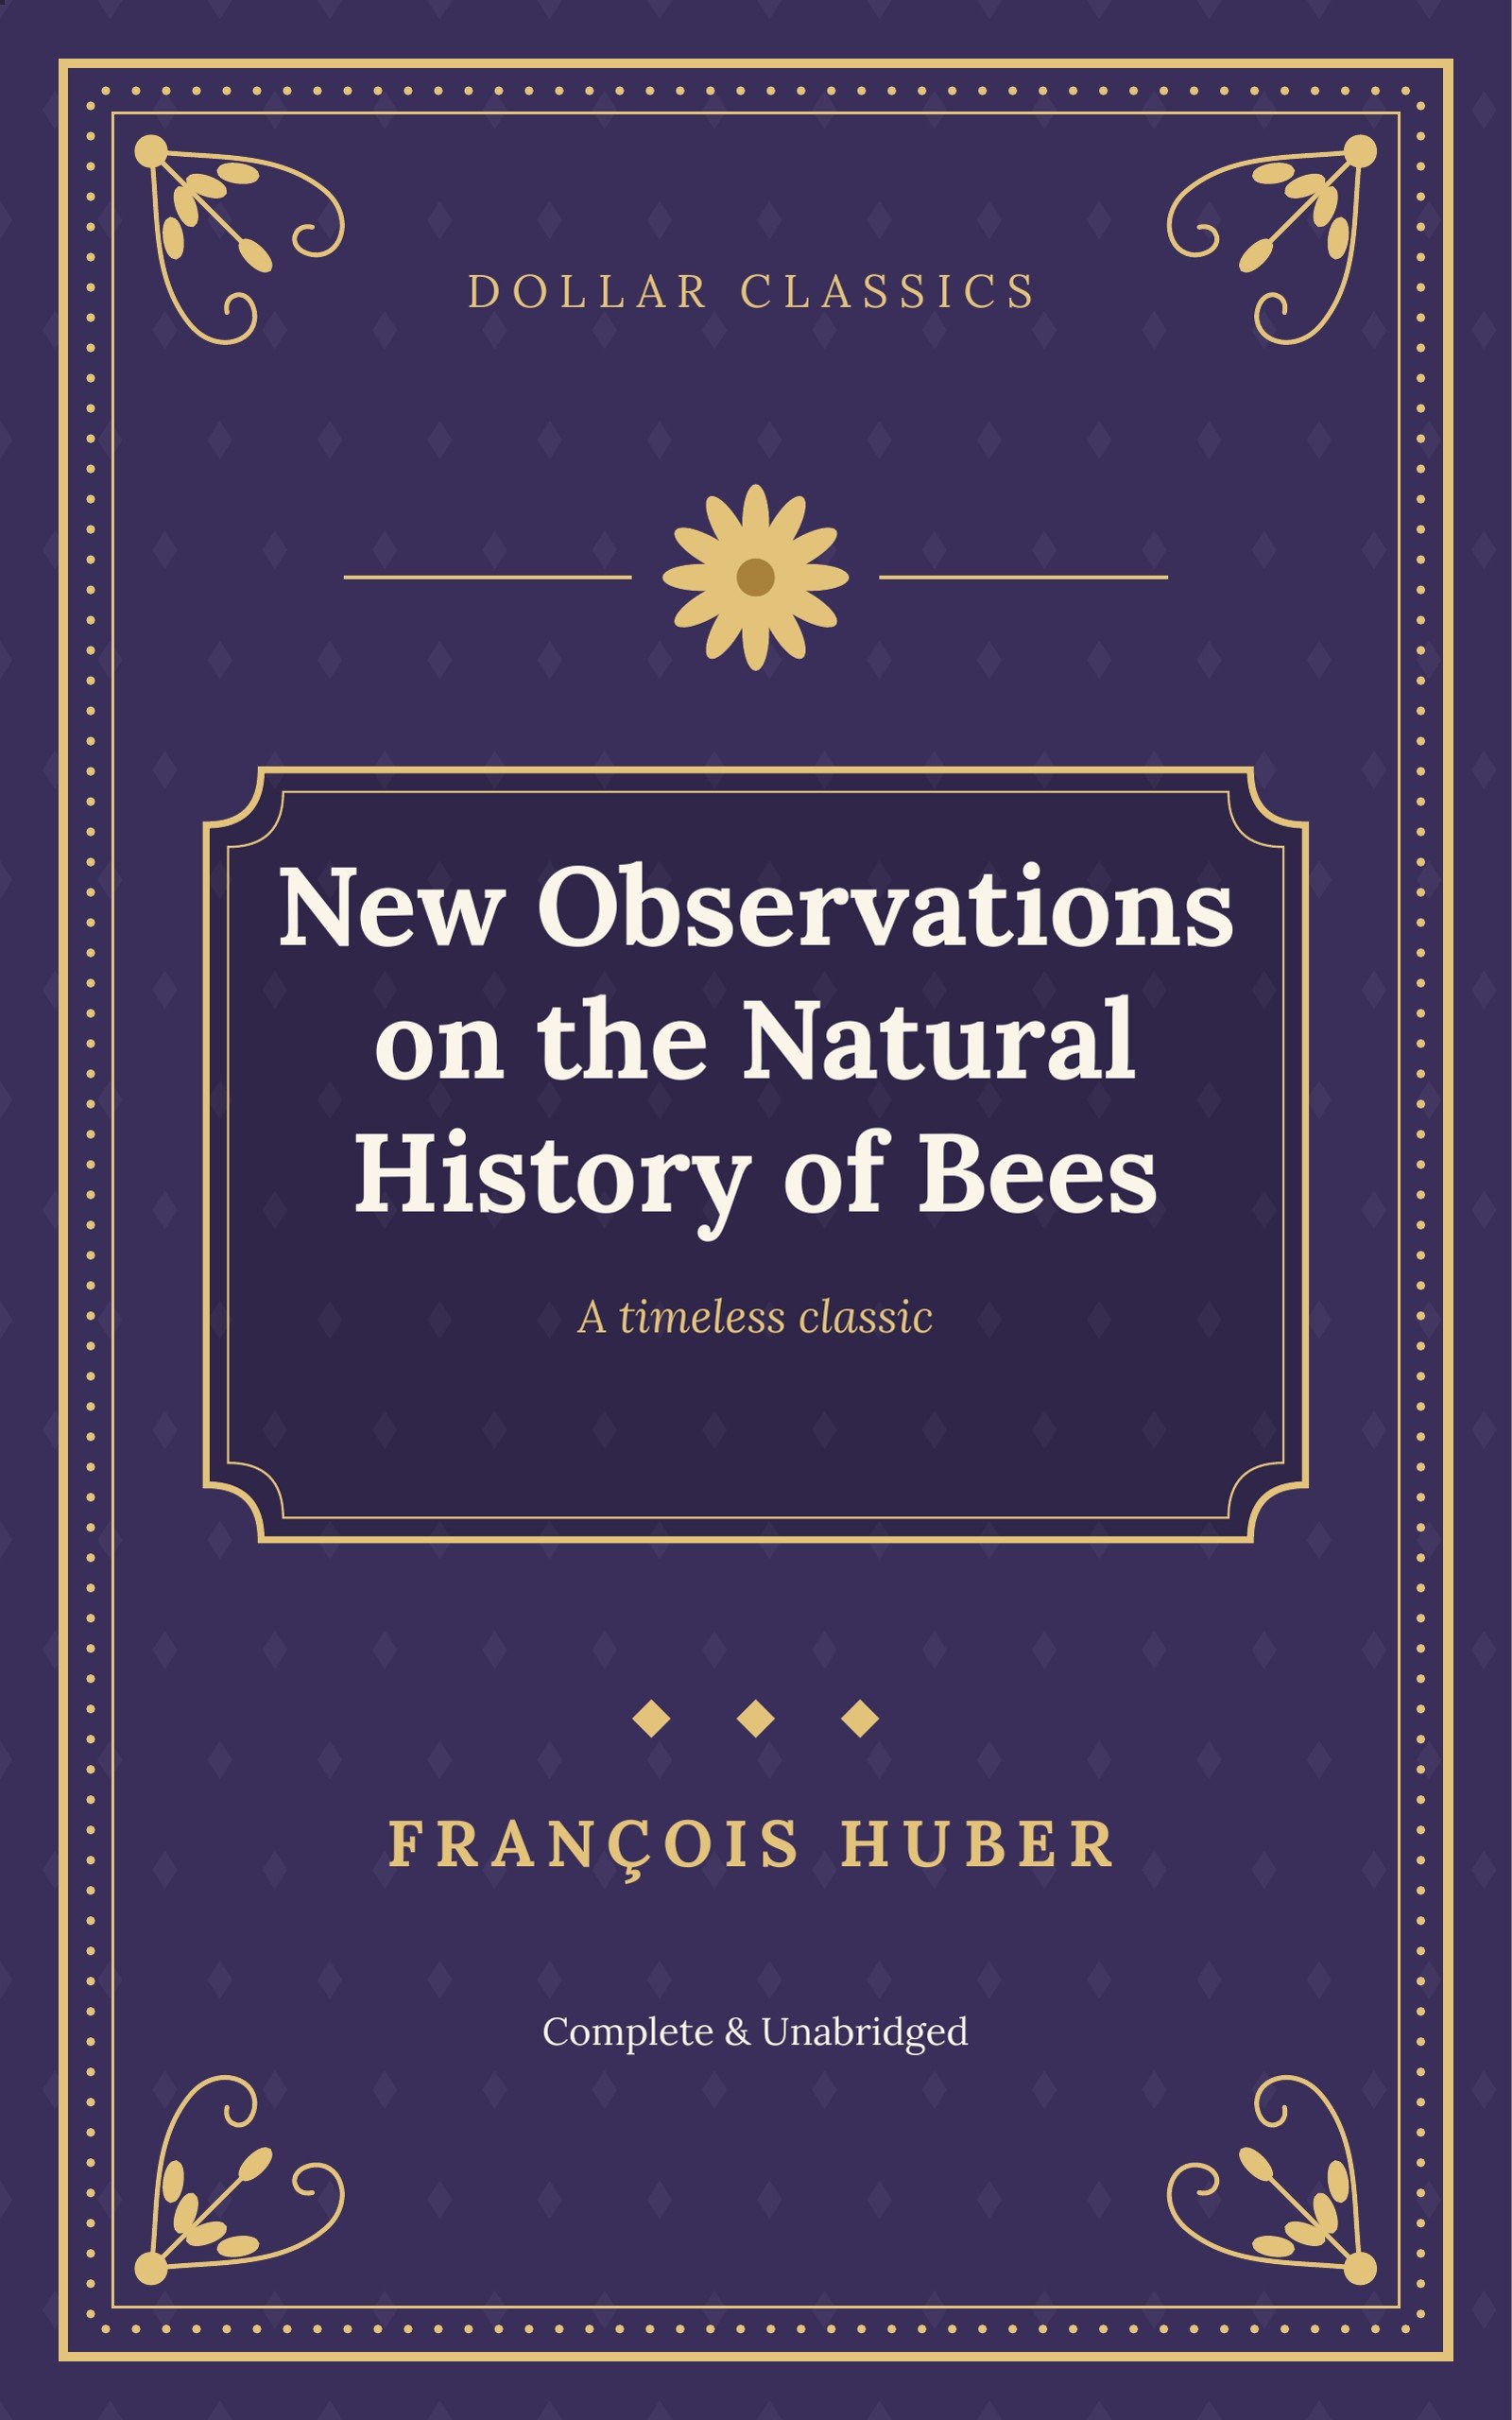 DOLLAR CLASSICS
New Observations
on the Natural
History of Bees
A timeless classic
FRANÇOIS HUBER
Complete & Unabridged